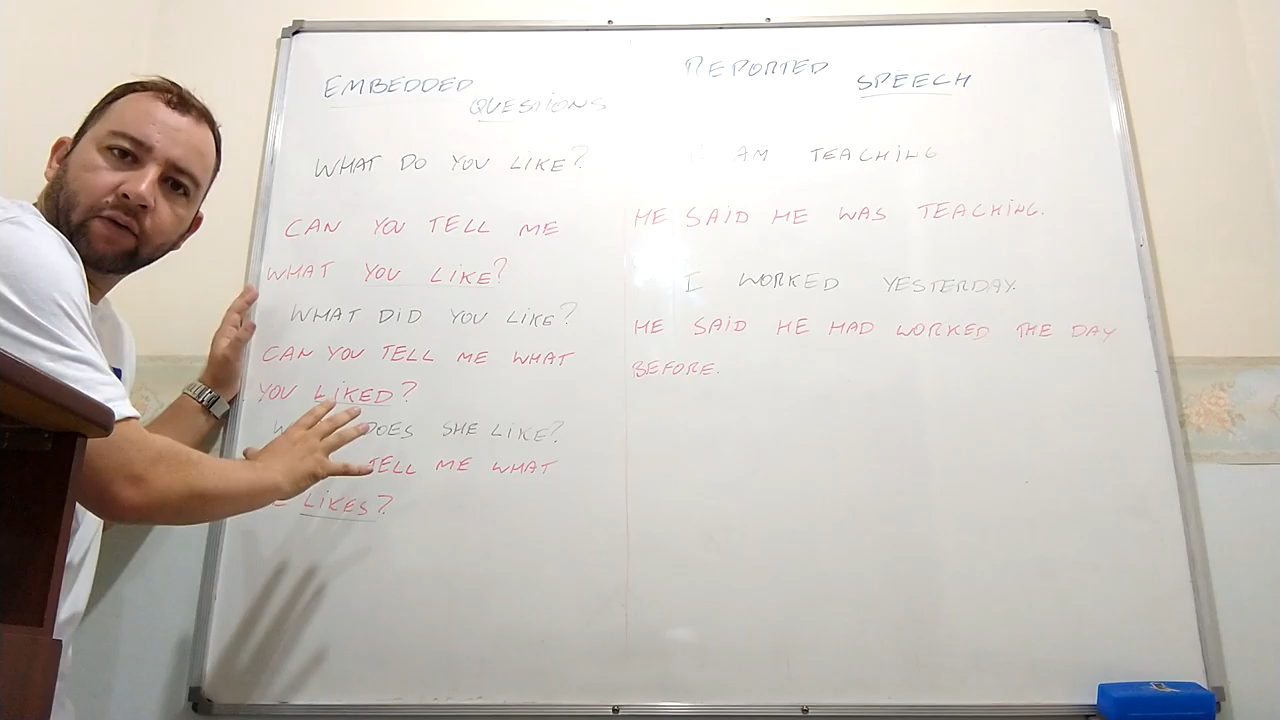 EMBEDDED
QUESTIONS
WHAT DO YOU LIKE?
CAN YOU TELL ME
WHAT YOU LIKE?
WHAT DID YOU LIKE?
CAN YOU TELL ME WHAT
YOU LIKED?
DOES SHE LIKE?
TELL ME WHAT
LIKES?
REPORTED
SPEECH
I AM TEACHING
HE SAID HE WAS TEACHING.
I WORKED YESTERDAY.
HE SAID HE HAD WORKED THE DAY
BEFORE.